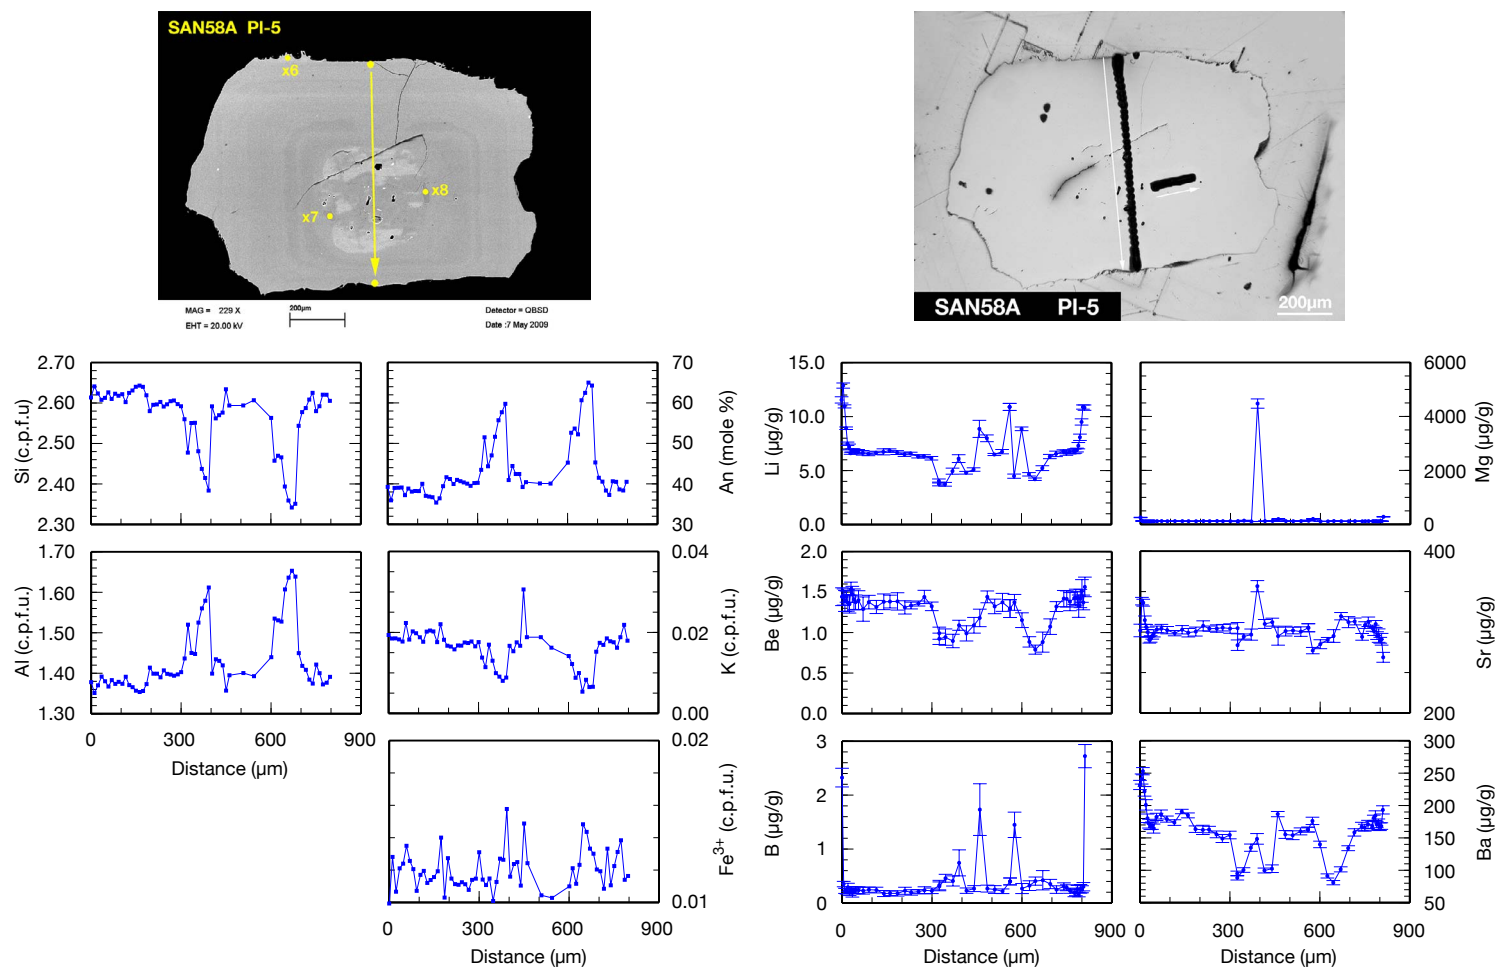 SAN58A PI-5
x6
x8
x7
MAG = 229 X
200µm
Detector = QBSD
EHT = 20.00 kV
Date :7 May 2009
SAN58A PI-5
200µm
2.70
2.60
2.50
2.40
2.30
Si (c.p.f.u)
70
60
50
40
30
An (mole %)
15.0
10.0
5.0
0.0
Li (µg/g)
6000
4000
2000
0
Mg (µg/g)
1.70
1.60
1.50
1.40
1.30
Al (c.p.f.u.)
0 300 600 900
Distance (µm)
0.04
0.02
0.00
K (c.p.f.u.)
2.0
1.5
1.0
0.5
0.0
Be (µg/g)
400
300
200
Sr (µg/g)
0.02
0.01
Fe3+ (c.p.f.u.)
0 300 600 900
Distance (µm)
3
2
1
0
B (µg/g)
0 300 600 900
Distance (µm)
300
250
200
150
100
50
Ba (µg/g)
0 300 600 900
Distance (µm)